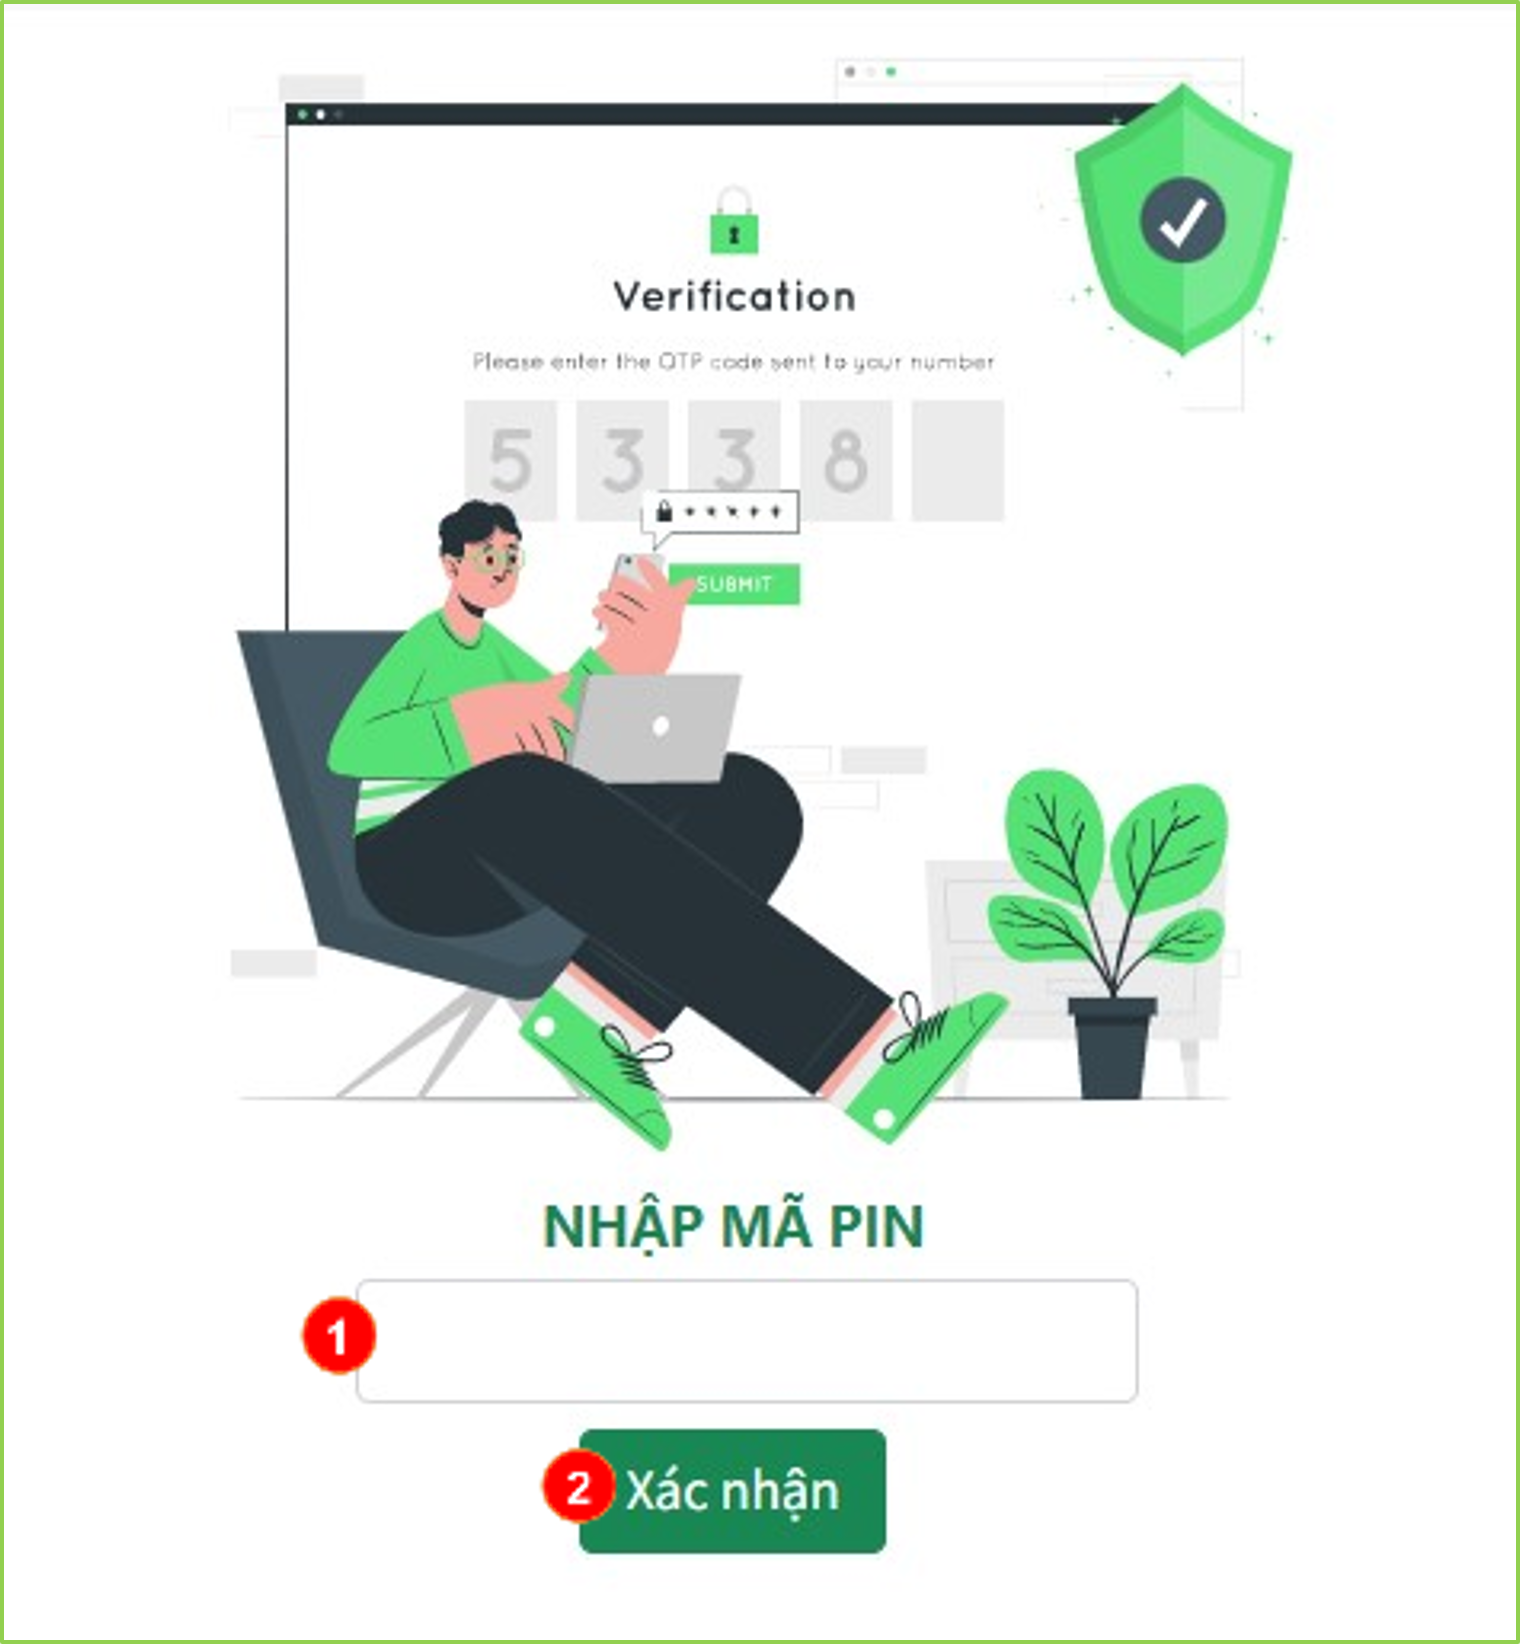 Verification
Please enter the OTP code sent to your number
5 3 3 8
* * * * *
SUBMIT
NHẬP MÃ PIN
1
2 Xác nhận